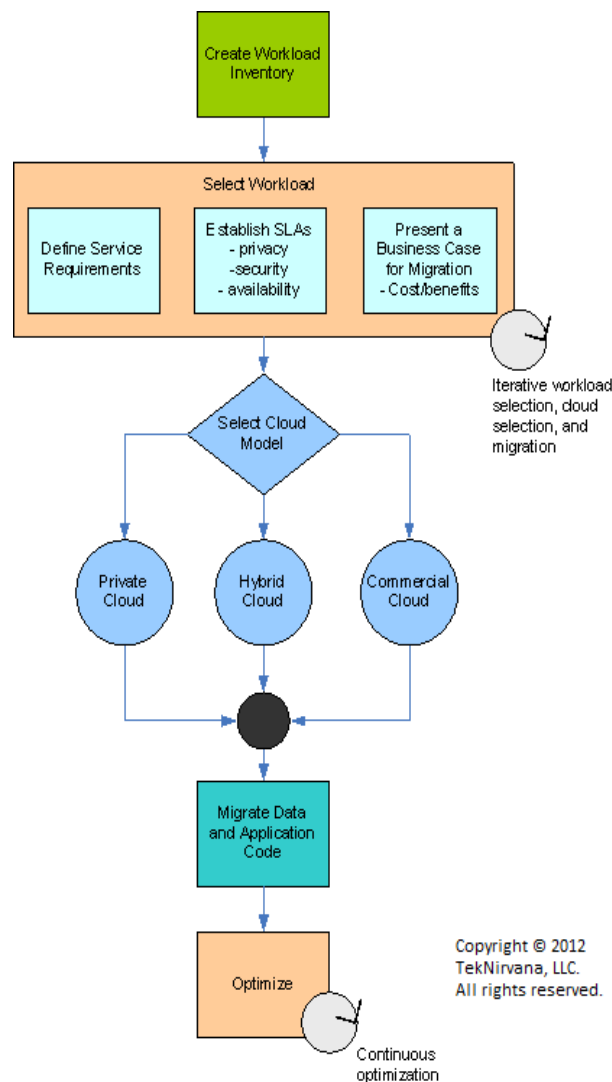 Create Workload
Inventory
Select Workload
Define Service
Requirements
Establish SLAs
- privacy
-security
- availability
Present a
Business Case
for Migration
- Cost/benefits
Iterative workload
selection, cloud
selection, and
migration
Select Cloud
Model
Private
Cloud
Hybrid
Cloud
Commercial
Cloud
Migrate Data
and Application
Code
Optimize
Continuous
optimization
Copyright © 2012
TekNirvana, LLC.
All rights reserved.